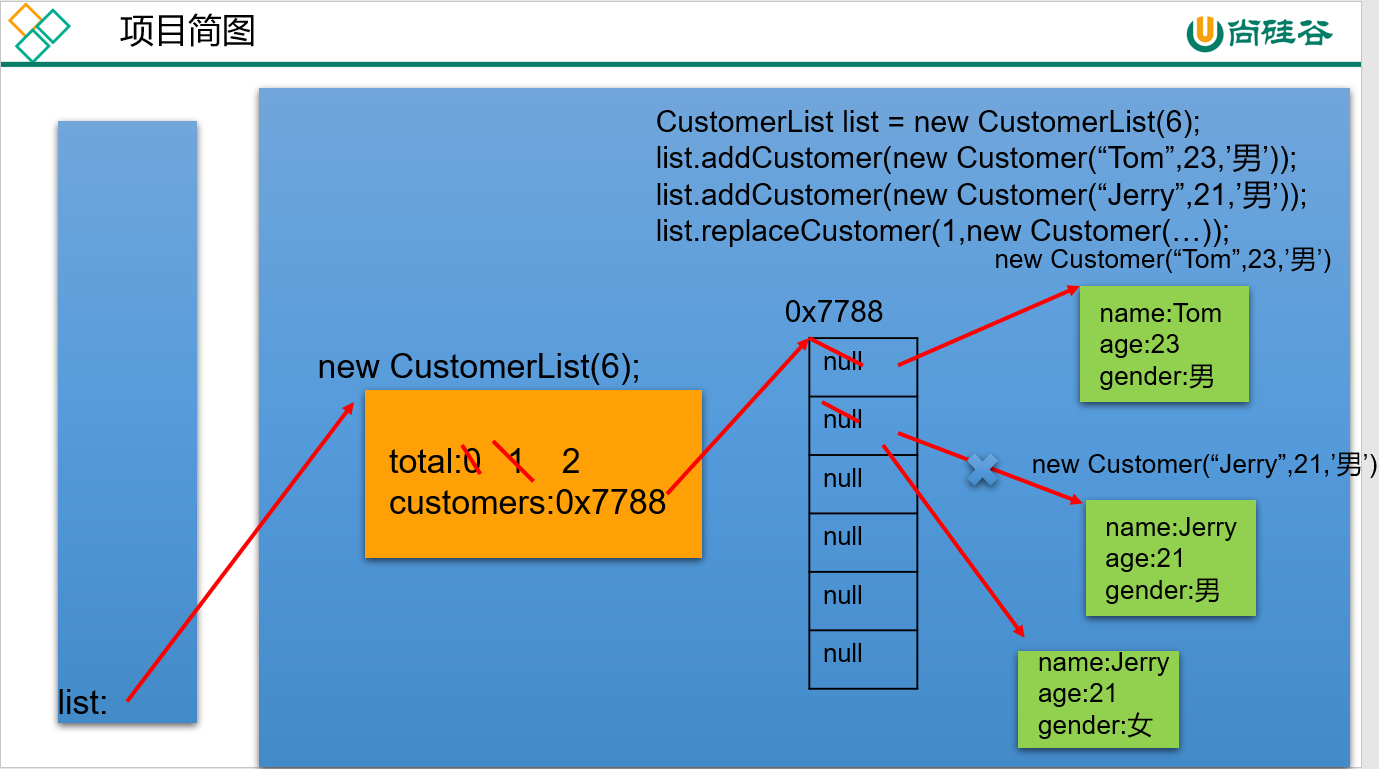 项目简图
尚硅谷
CustomerList list = new CustomerList(6);
list.addCustomer(new Customer(“Tom”,23,’男’));
list.addCustomer(new Customer(“Jerry”,21,’男’));
list.replaceCustomer(1,new Customer(…));
new Customer(“Tom”,23,’男’)
0x7788
name:Tom
age:23
gender:男
new CustomerList(6);
total:0 1 2
customers:0x7788
null
null
null
null
null
null
new Customer(“Jerry”,21,’男’)
name:Jerry
age:21
gender:男
name:Jerry
age:21
gender:女
list: